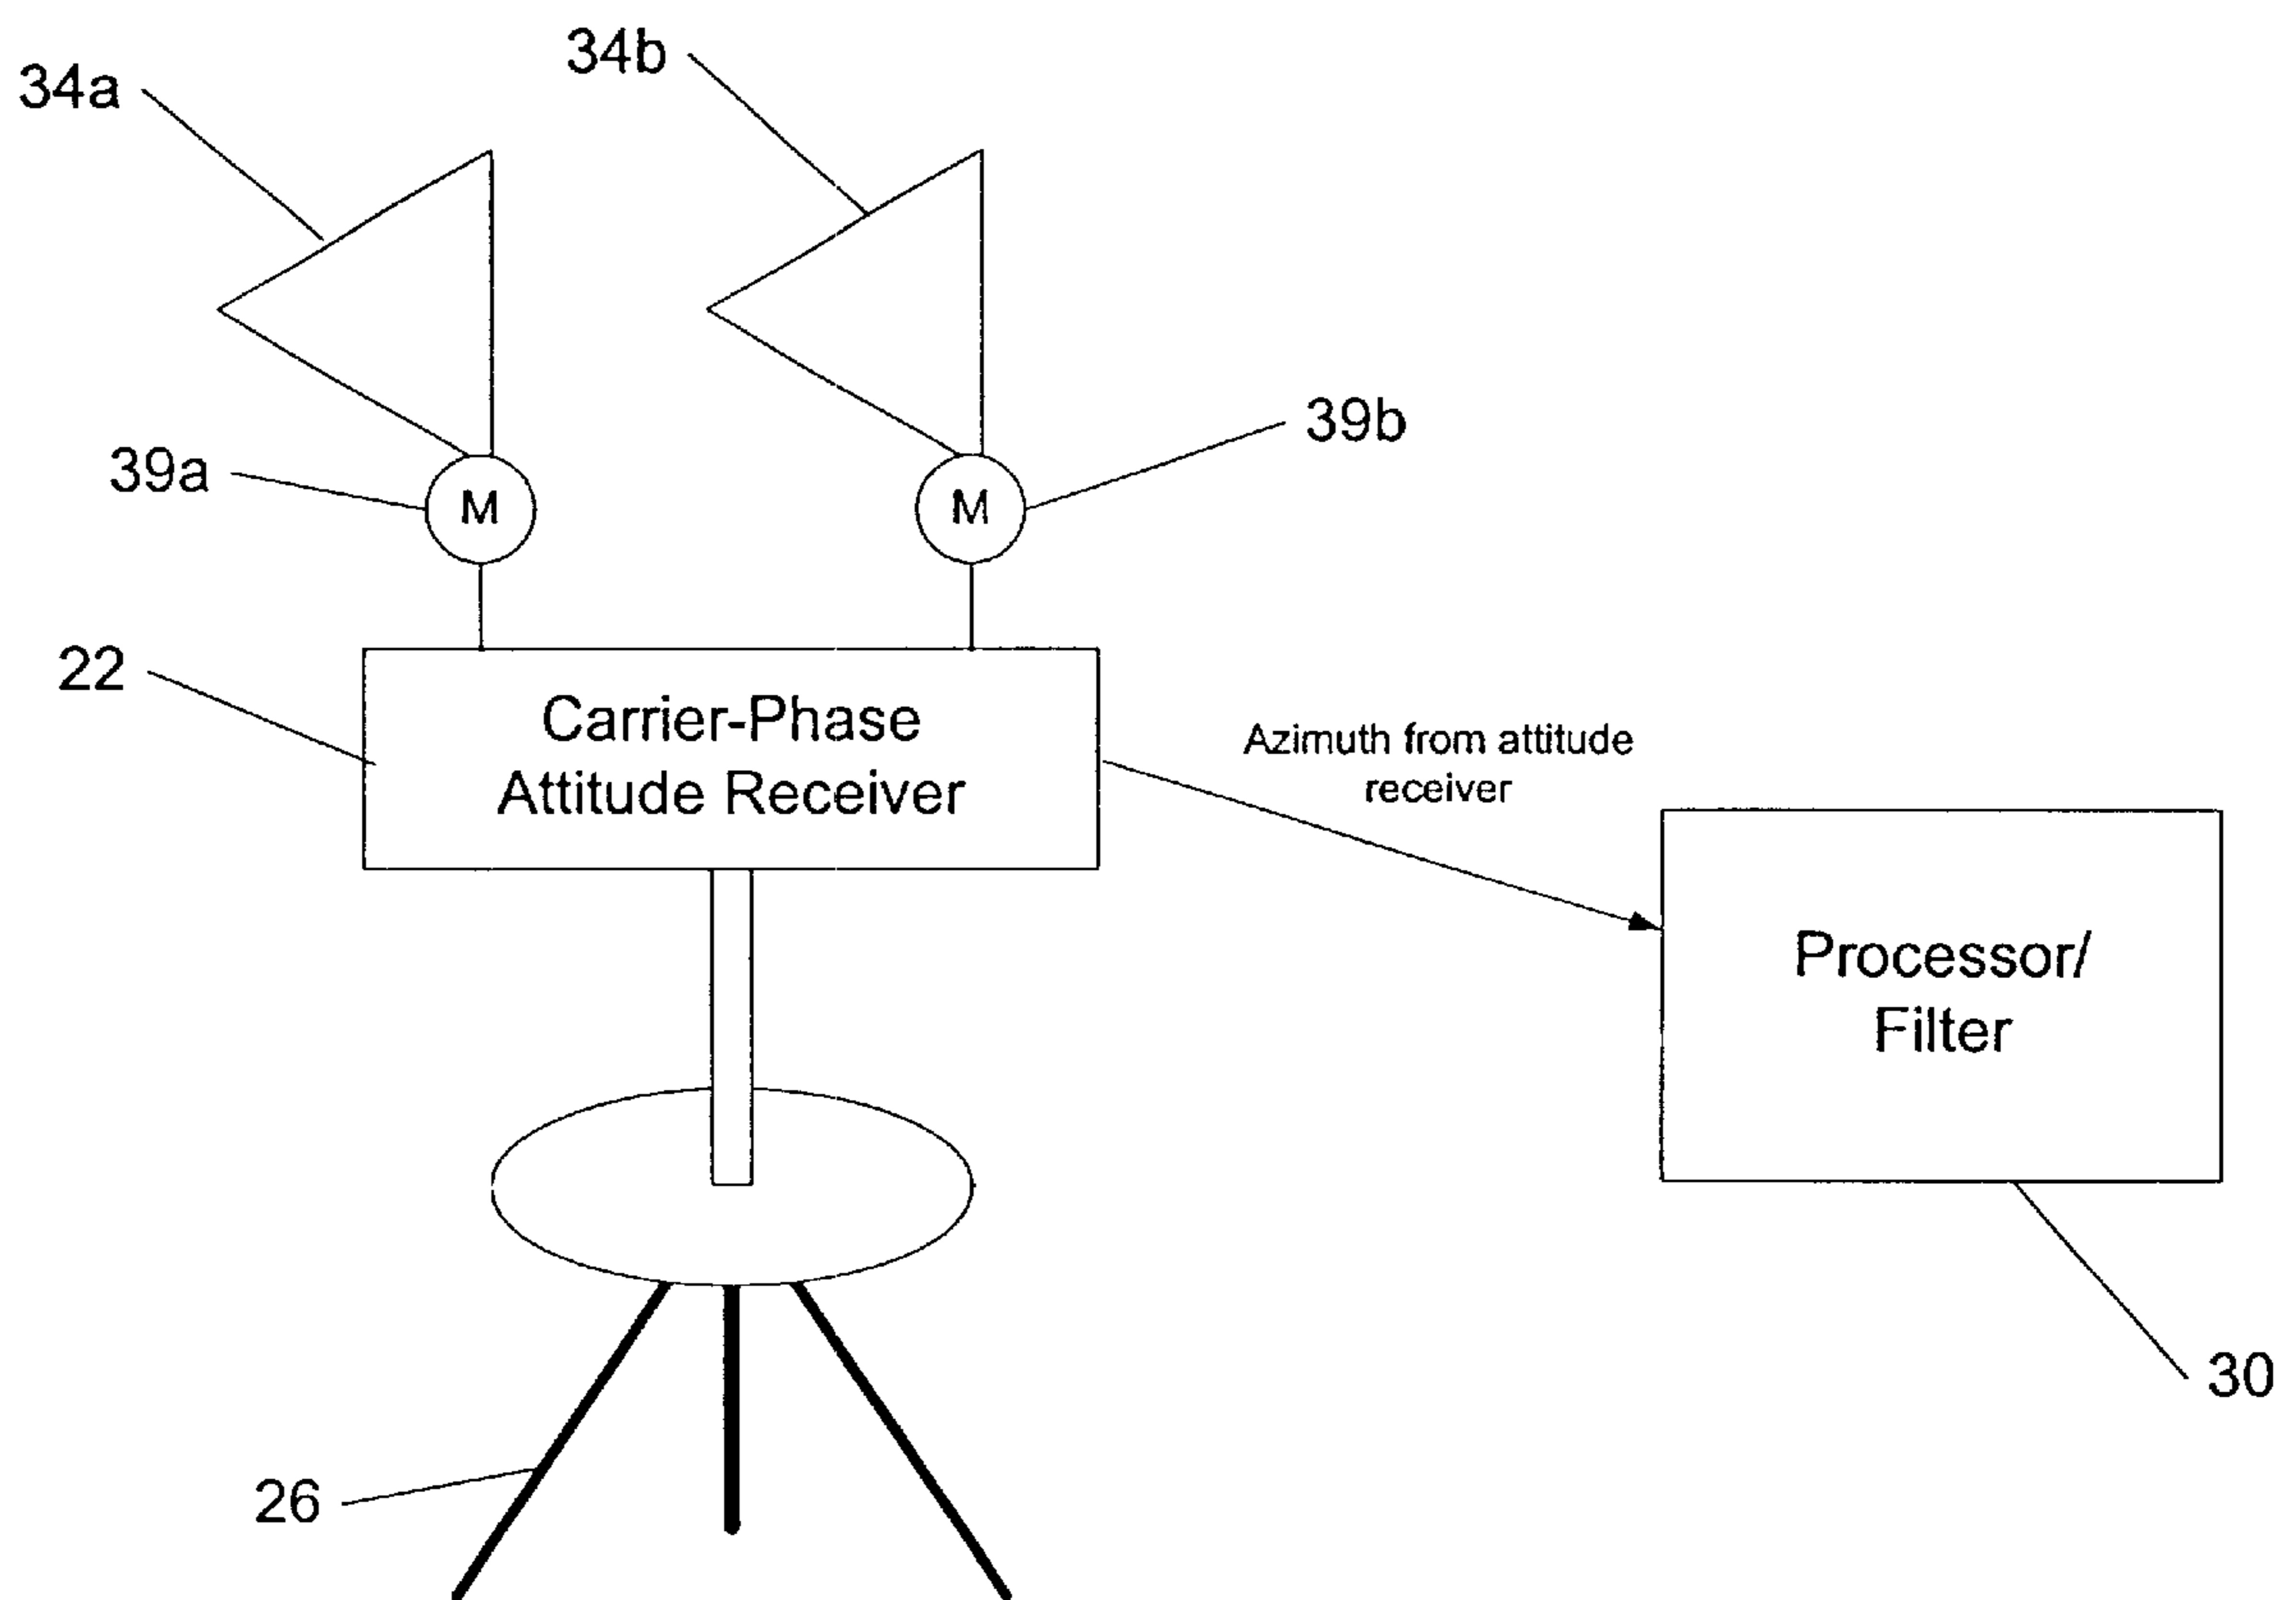 34b
34a
39b
39a
M
M
22
Carrier-Phase
Attitude Receiver
Azimuth from attitude
receiver
Processor/
Filter
30
26